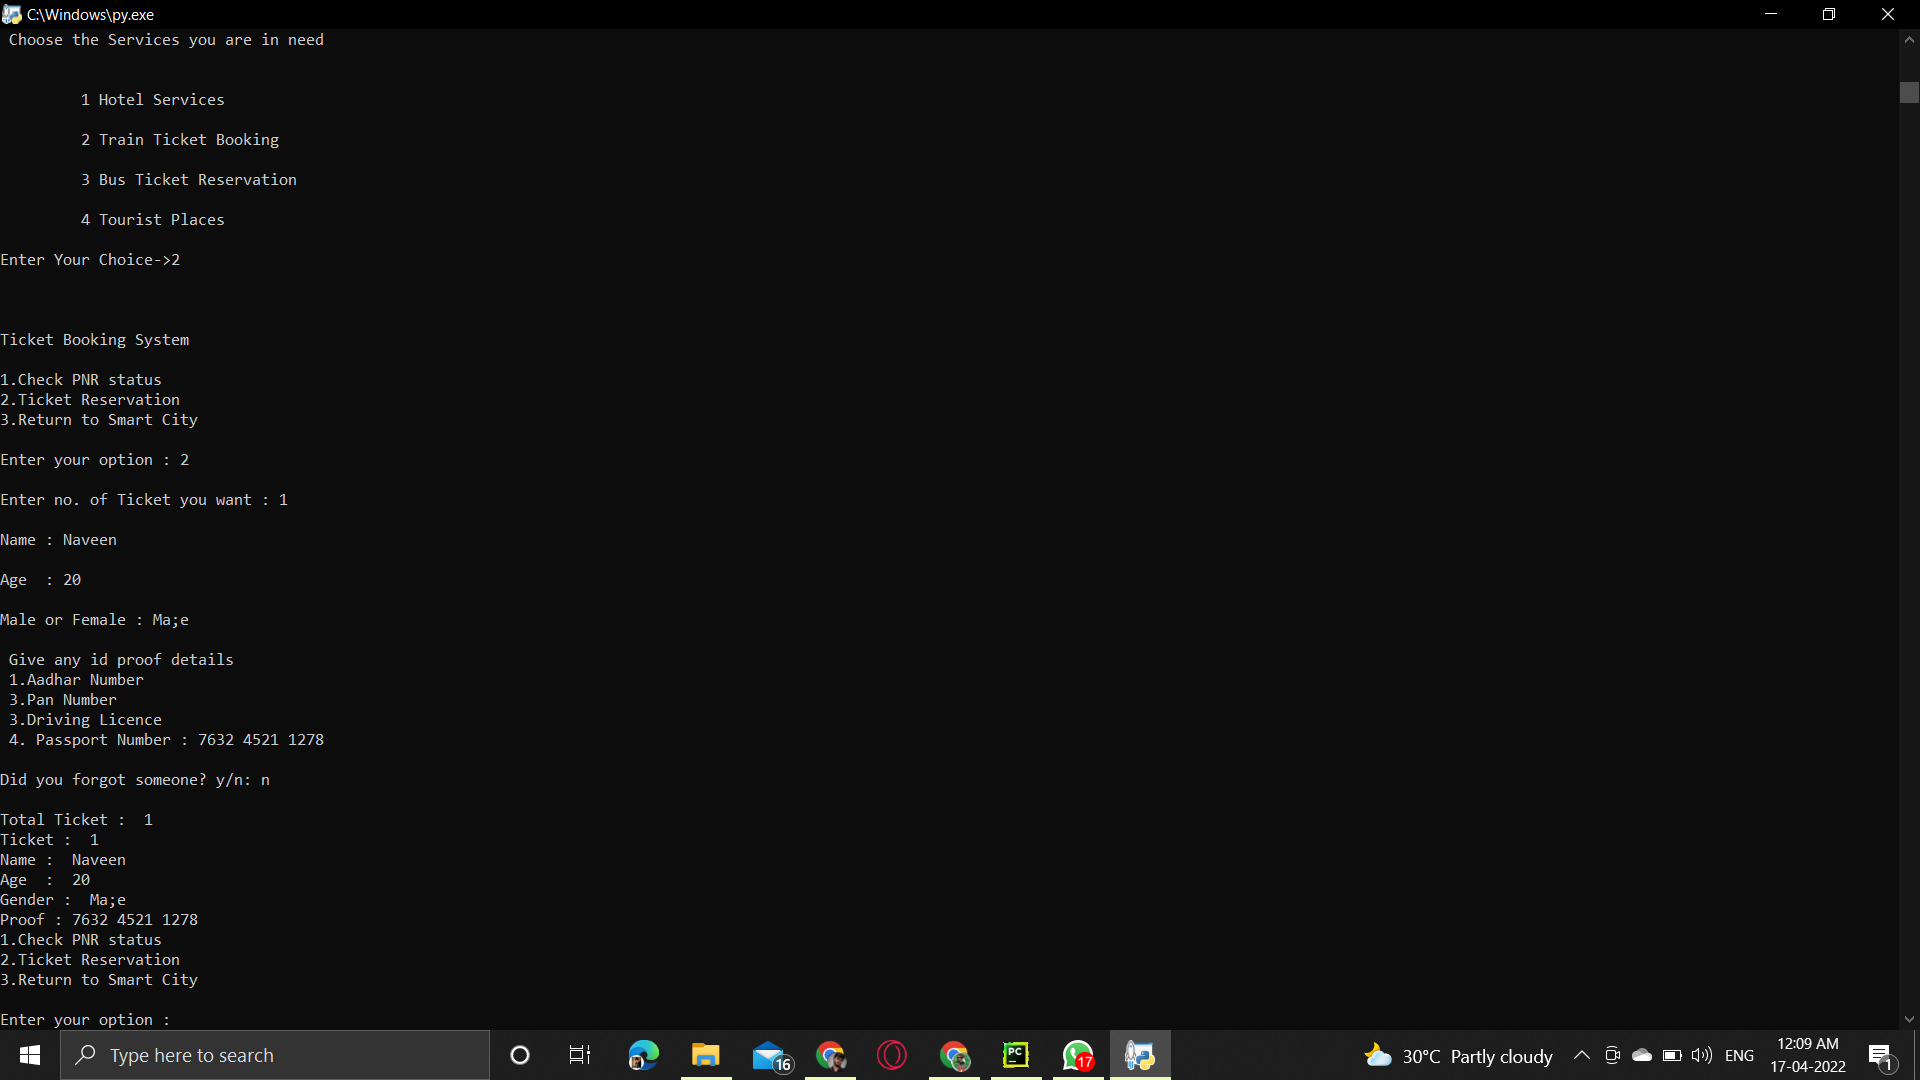 C:\Windows\py.exe
Choose the Services you are in need
1 Hotel Services
2 Train Ticket Booking
3 Bus Ticket Reservation
4 Tourist Places
Enter Your Choice->2
Ticket Booking System
1.Check PNR status
2.Ticket Reservation
3.Return to Smart City
Enter your option : 2
Enter no. of Ticket you want : 1
Name : Naveen
Age  : 20
Male or Female : Ma;e
Give any id proof details
1.Aadhar Number
3.Pan Number
3.Driving Licence
4. Passport Number : 7632 4521 1278
Did you forgot someone? y/n: n
Total Ticket :  1
Ticket :  1
Name :  Naveen
Age  :  20
Gender :  Ma;e
Proof : 7632 4521 1278
1.Check PNR status
2.Ticket Reservation
3.Return to Smart City
Enter your option :
Type here to search
16
PC
17
30°C Partly cloudy
ENG
12:09 AM
17-04-2022
1